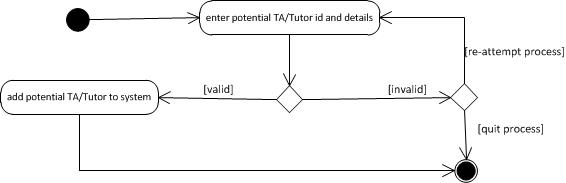 enter potential TA/Tutor id and details
[re-attempt process]
[valid]
[invalid]
add potential TA/Tutor to system
[quit process]